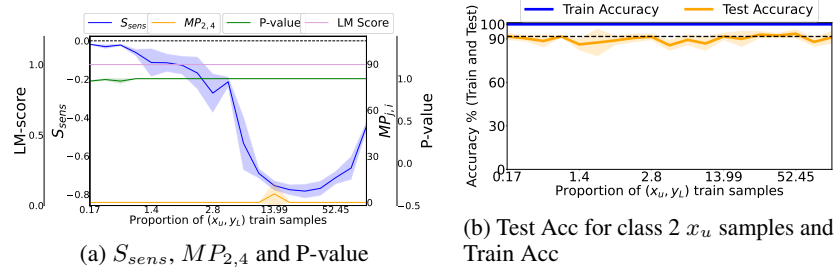 S_sens MP_2,4 P-value LM Score
LM-score
1.0
0.5
0.0
S_sens
0.0
−0.2
−0.4
−0.6
−0.8
0.17 1.4 2.8 13.99 52.45
Proportion of (x_u, y_L) train samples
90
60
30
0
MP_j,i
1.0
0.5
0.0
−0.5
P-value
(a) S_sens, MP_2,4 and P-value
Train Accuracy Test Accuracy
Accuracy % (Train and Test)
100
90
60
30
0
0.17 1.4 2.8 13.99 52.45
Proportion of (x_u, y_L) train samples
(b) Test Acc for class 2 x_u samples and
Train Acc